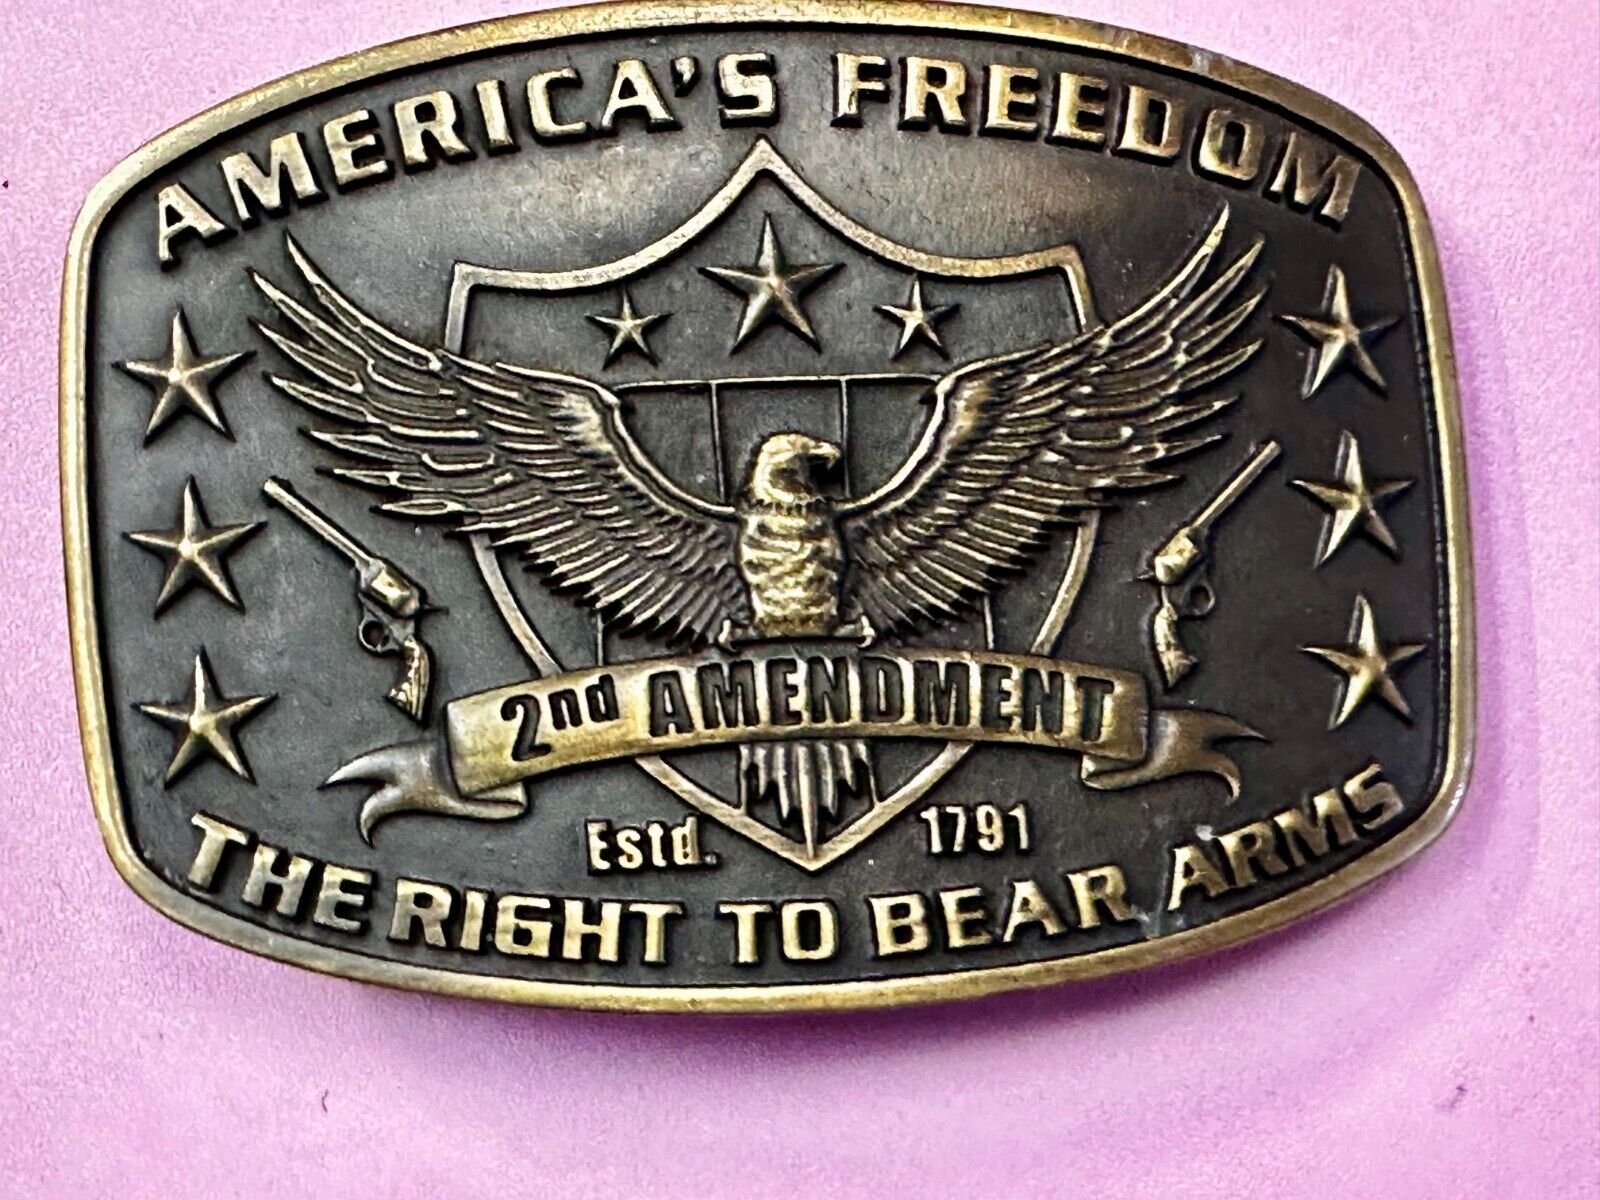 AMERICA'S FREEDOM
2nd AMENDMENT
Estd. 1791
THE RIGHT TO BEAR ARMS